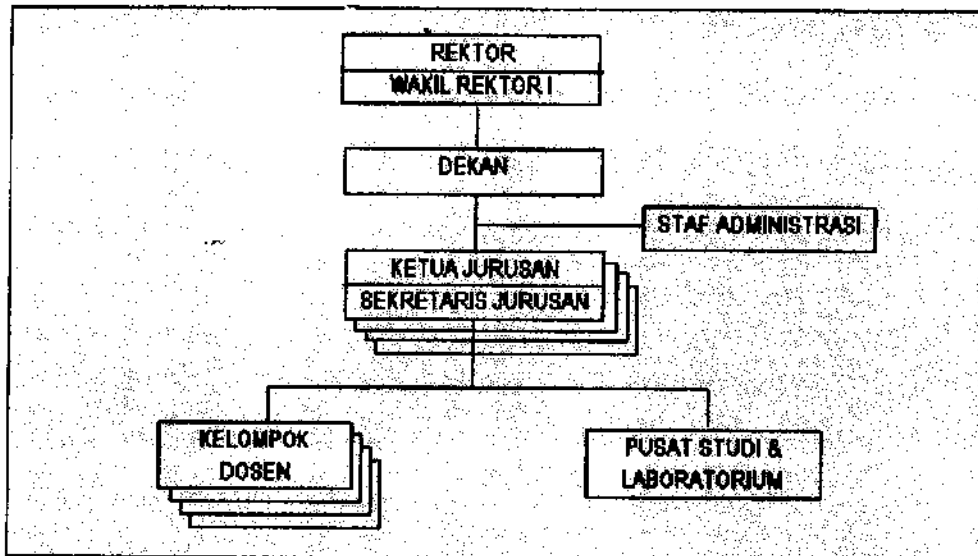 REKTOR
WAKIL REKTOR I
DEKAN
STAF ADMINISTRASI
KETUA JURUSAN
SEKRETARIS JURUSAN
KELOMPOK
DOSEN
PUSAT STUDI &
LABORATORIUM